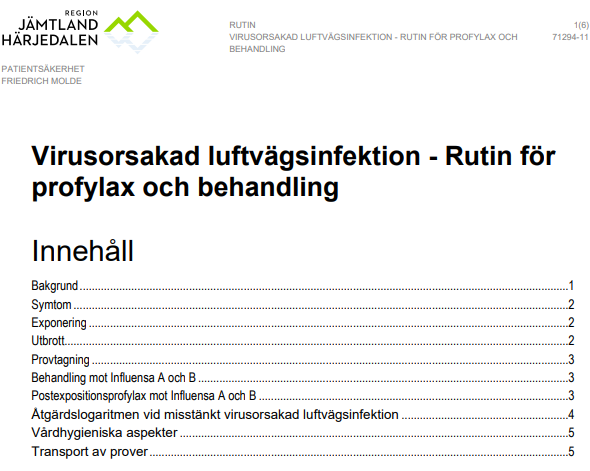 REGION
JÄMTLAND
HÄRJEDALEN
RUTIN 1(6)
VIRUSORSAKAD LUFTVÄGSINFEKTION - RUTIN FÖR PROFYLAX OCH 71294-11
BEHANDLING
PATIENTSÄKERHET
FRIEDRICH MOLDE
Virusorsakad luftvägsinfektion - Rutin för
profylax och behandling
Innehåll
Bakgrund 1
Symtom 2
Exponering 2
Utbrott 2
Provtagning 3
Behandling mot Influensa A och B 3
Postexpositionsprofylax mot Influensa A och B 3
Åtgärdslogaritmen vid misstänkt virusorsakad luftvägsinfektion 4
Vårdhygieniska aspekter 5
Transport av prover 5